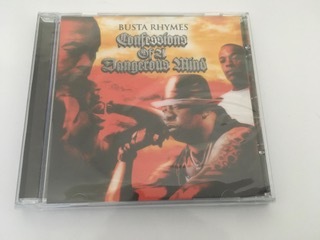 BUSTA RHYMES
Confessions
Of A
Dangerous Mind